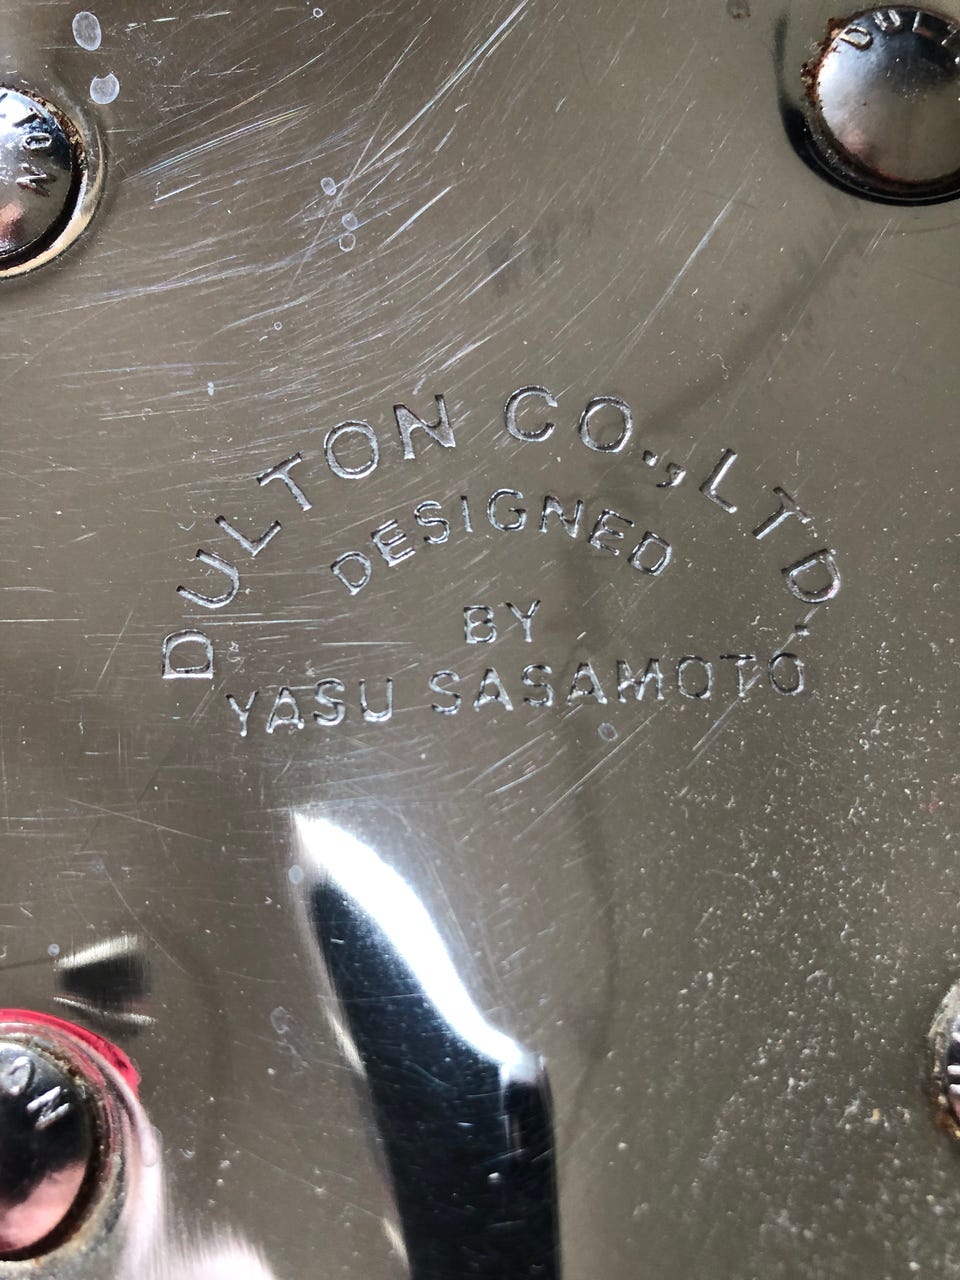 DULTON CO., LTD.
DESIGNED
BY
YASU SASAMOTO